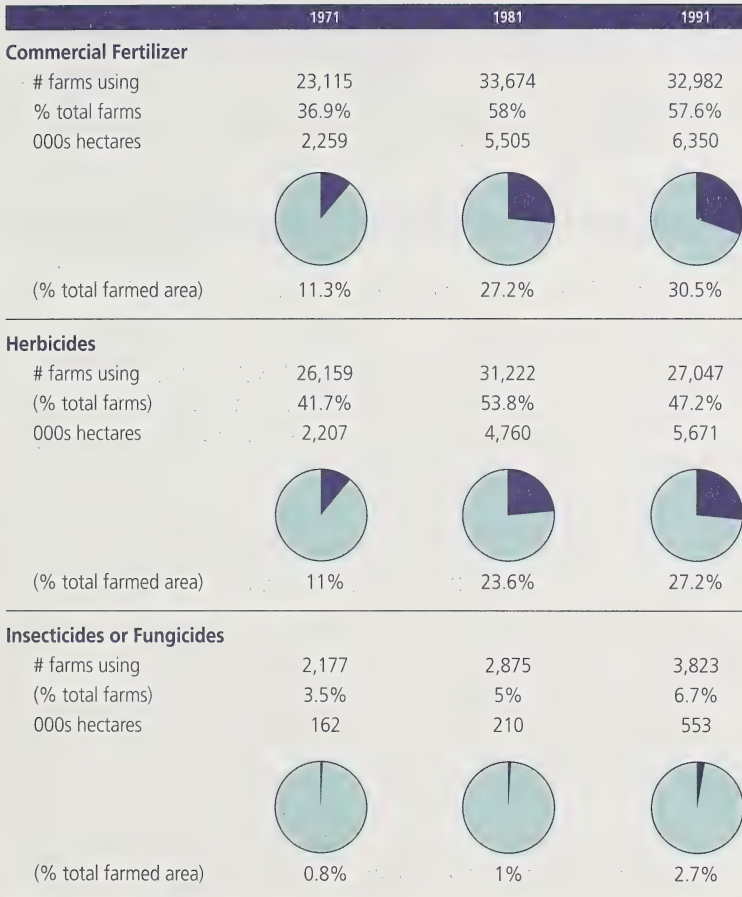 1971 1981 1991
Commercial Fertilizer
# farms using 23,115 33,674 32,982
% total farms 36.9% 58% 57.6%
000s hectares 2,259 5,505 6,350
(% total farmed area) 11.3% 27.2% 30.5%
Herbicides
# farms using 26,159 31,222 27,047
(% total farms) 41.7% 53.8% 47.2%
000s hectares 2,207 4,760 5,671
(% total farmed area) 11% 23.6% 27.2%
Insecticides or Fungicides
# farms using 2,177 2,875 3,823
(% total farms) 3.5% 5% 6.7%
000s hectares 162 210 553
(% total farmed area) 0.8% 1% 2.7%